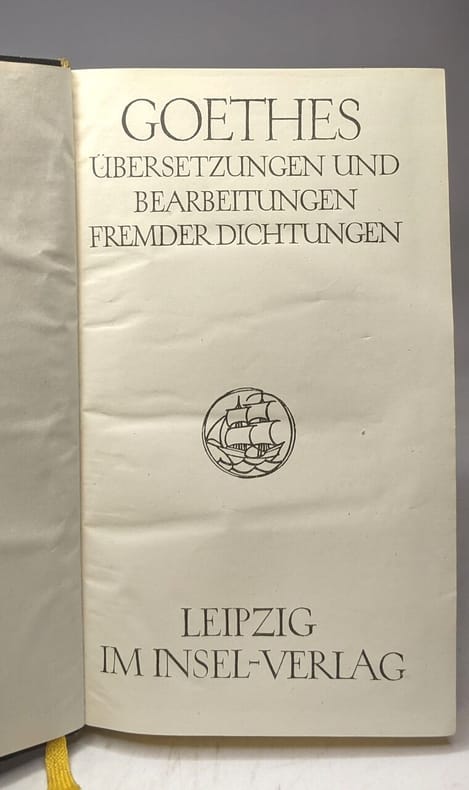 GOETHES
ÜBERSETZUNGEN UND
BEARBEITUNGEN
FREMDER DICHTUNGEN
LEIPZIG
IM INSEL-VERLAG